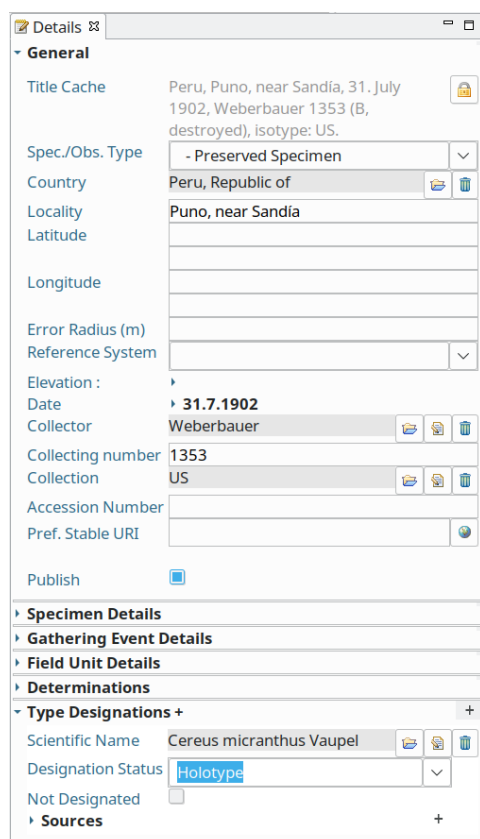 Details
General
Title Cache Peru, Puno, near Sandía, 31. July
1902, Weberbauer 1353 (B,
destroyed), isotype: US.
Spec./Obs. Type - Preserved Specimen
Country Peru, Republic of
Locality Puno, near Sandía
Latitude
Longitude
Error Radius (m)
Reference System
Elevation :
Date 31.7.1902
Collector Weberbauer
Collecting number 1353
Collection US
Accession Number
Pref. Stable URI
Publish
Specimen Details
Gathering Event Details
Field Unit Details
Determinations
Type Designations + +
Scientific Name Cereus micranthus Vaupel
Designation Status Holotype
Not Designated
Sources +